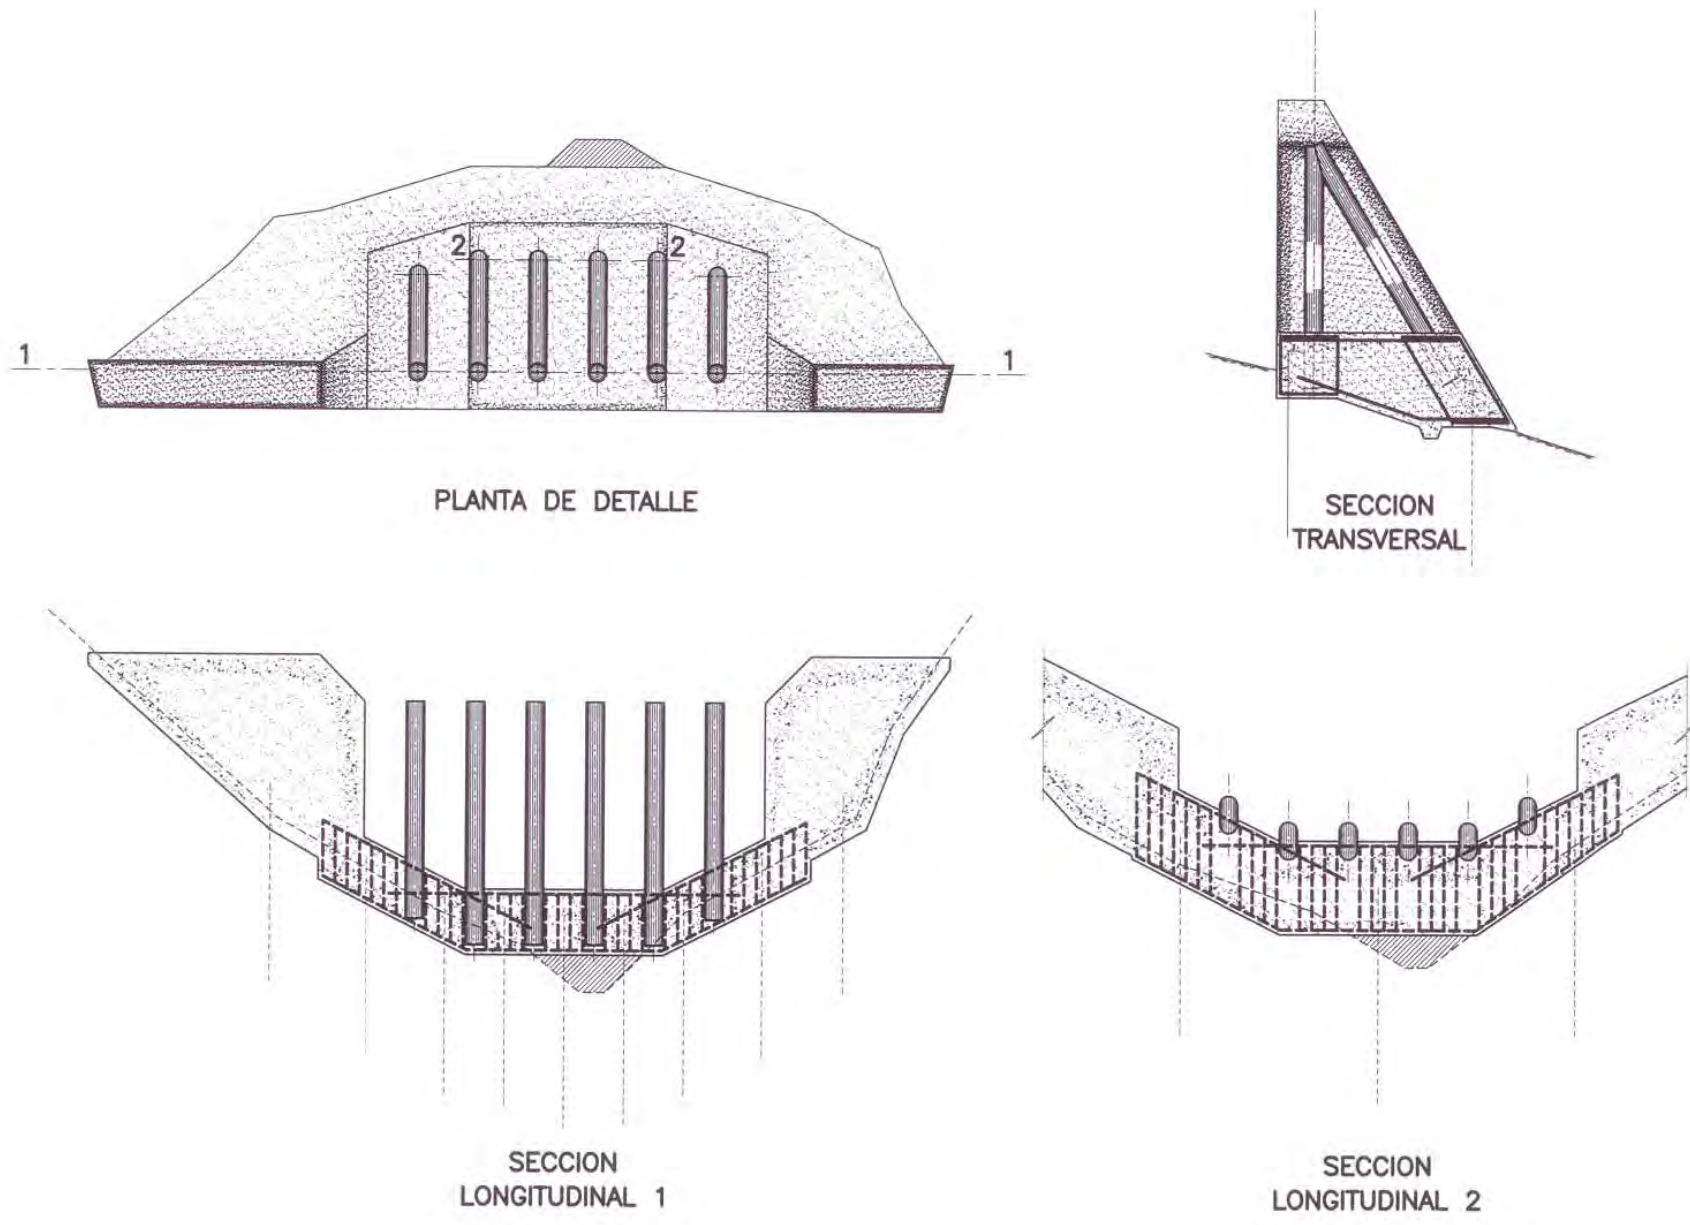 2
2
1
1
PLANTA DE DETALLE
SECCION
TRANSVERSAL
SECCION
LONGITUDINAL 1
SECCION
LONGITUDINAL 2